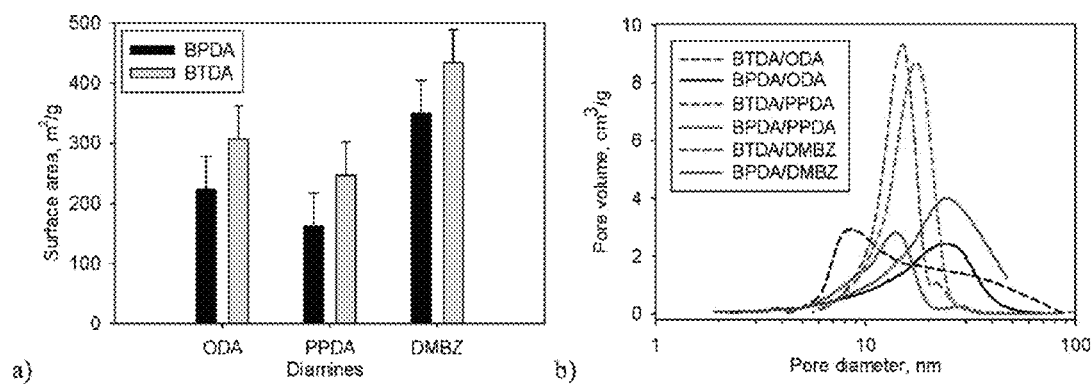 500
400
300
200
100
0
Surface area, m²/g
BPDA
BTDA
ODA
PPDA
DMBZ
Diamines
a)
10
8
6
4
2
0
Pore volume, cm³/g
BTDA/ODA
BPDA/ODA
BTDA/PPDA
BPDA/PPDA
BTDA/DMBZ
BPDA/DMBZ
1
10
100
Pore diameter, nm
b)